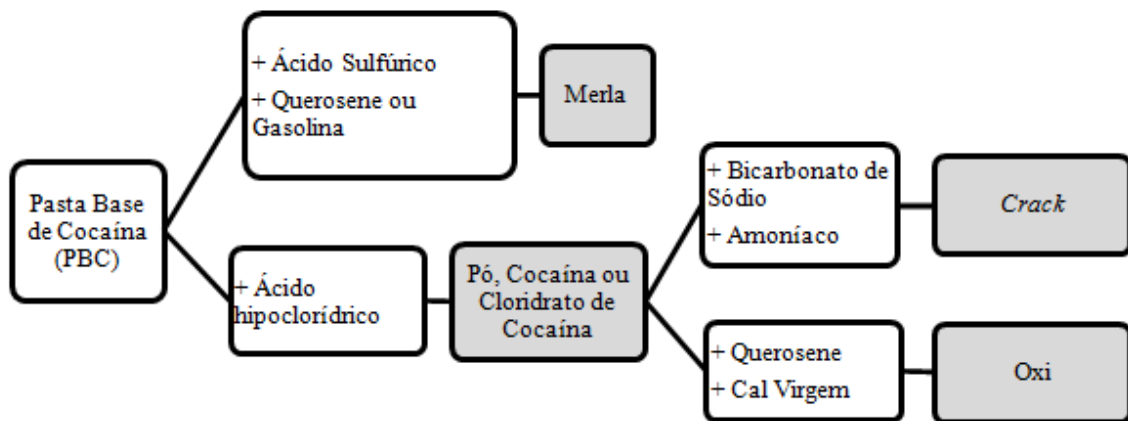 + Ácido Sulfúrico
+ Querosene ou
Gasolina
Merla
Pasta Base
de Cocaína
(PBC)
+ Ácido
hipoclorídrico
Pó, Cocaína ou
Cloridrato de
Cocaína
+ Bicarbonato de
Sódio
+ Amoníaco
Crack
+ Querosene
+ Cal Virgem
Oxi